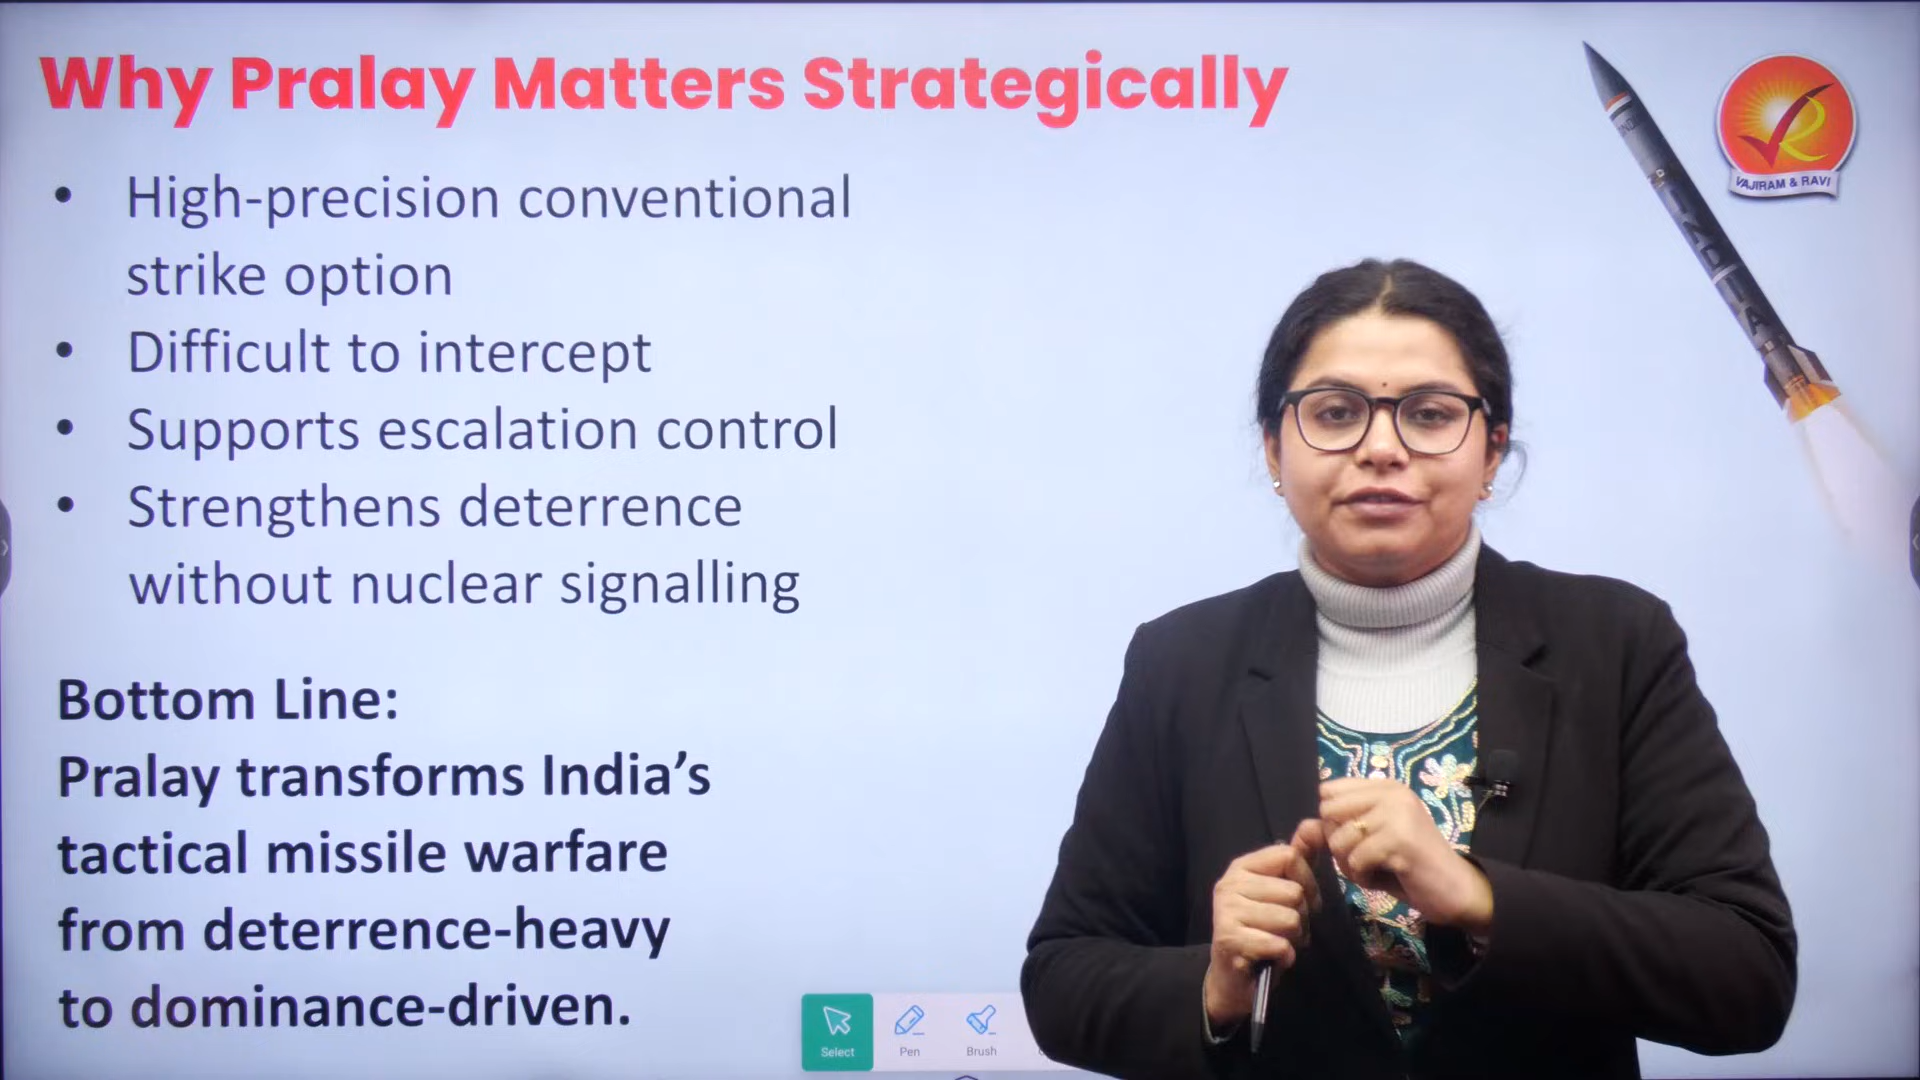 Why Pralay Matters Strategically
• High-precision conventional
strike option
• Difficult to intercept
• Supports escalation control
• Strengthens deterrence
without nuclear signalling
Bottom Line:
Pralay transforms India’s
tactical missile warfare
from deterrence-heavy
to dominance-driven.
VAJIRAM & RAVI
INDIA
Select
Pen
Brush